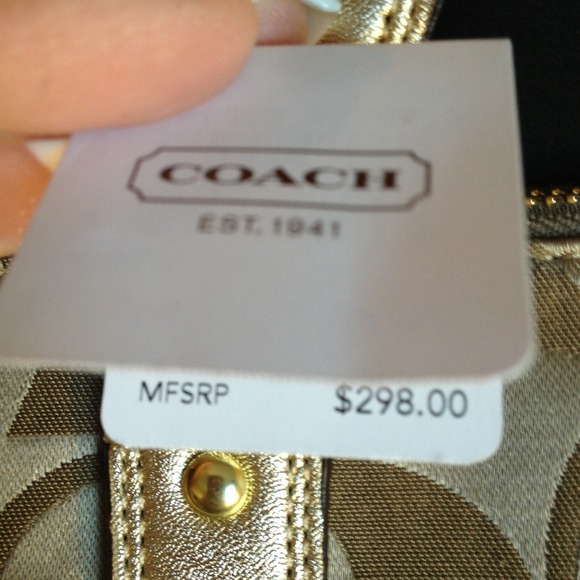 COACH
EST. 1941
MFSRP $298.00